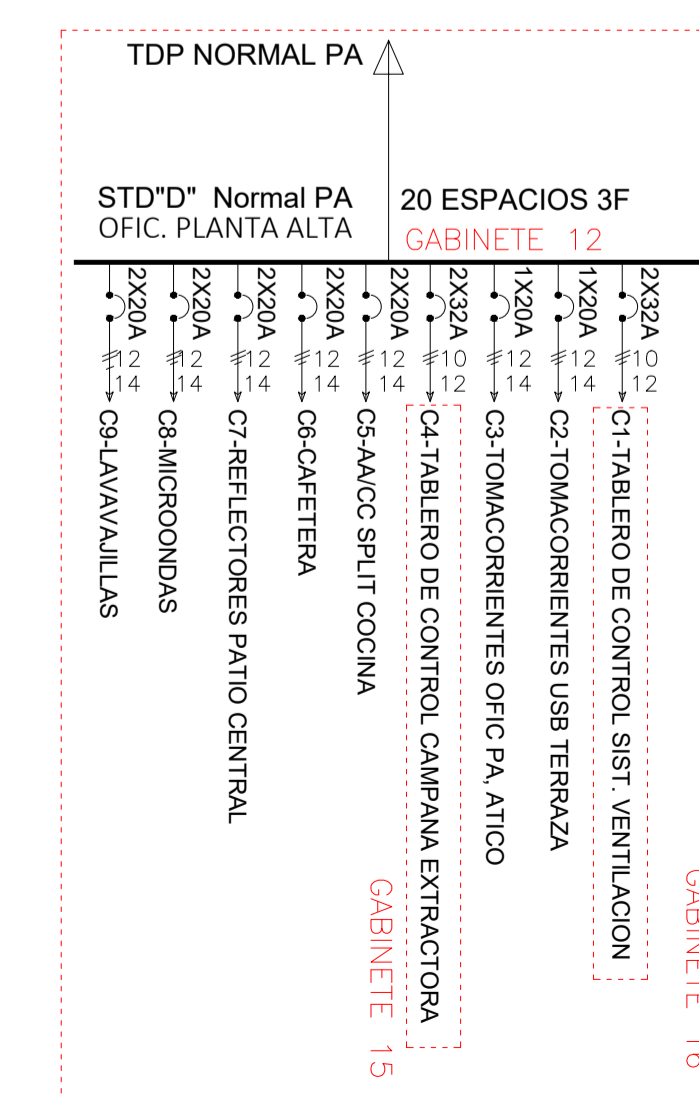 TDP NORMAL PA
STD"D" Normal PA
OFIC. PLANTA ALTA
20 ESPACIOS 3F
GABINETE 12
2X20A
2X20A
2X20A
2X20A
2X20A
2X32A
1X20A
1X20A
2X32A
12
14
12
14
12
14
12
14
12
14
10
12
12
14
12
14
10
12
C9-LAVAVAJILLAS
C8-MICROONDAS
C7-REFLECTORES PATIO CENTRAL
C6-CAFETERA
C5-AA/CC SPLIT COCINA
C4-TABLERO DE CONTROL CAMPANA EXTRACTORA
C3-TOMACORRIENTES OFIC PA, ATICO
C2-TOMACORRIENTES USB TERRAZA
C1-TABLERO DE CONTROL SIST. VENTILACION
GABINETE 15
GABINETE 16